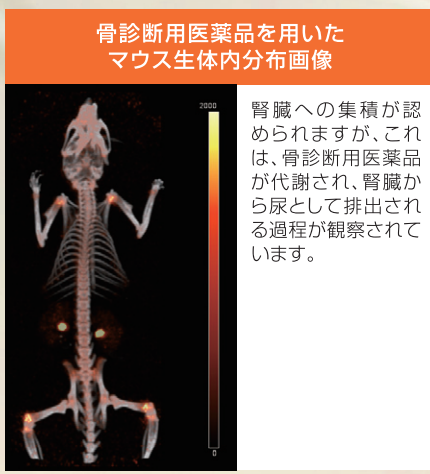 骨診断用医薬品を用いた
マウス生体内分布画像
2000
0
腎臓への集積が認
められますが、これ
は、骨診断用医薬品
が代謝され、腎臓か
ら尿として排出され
る過程が観察されて
います。